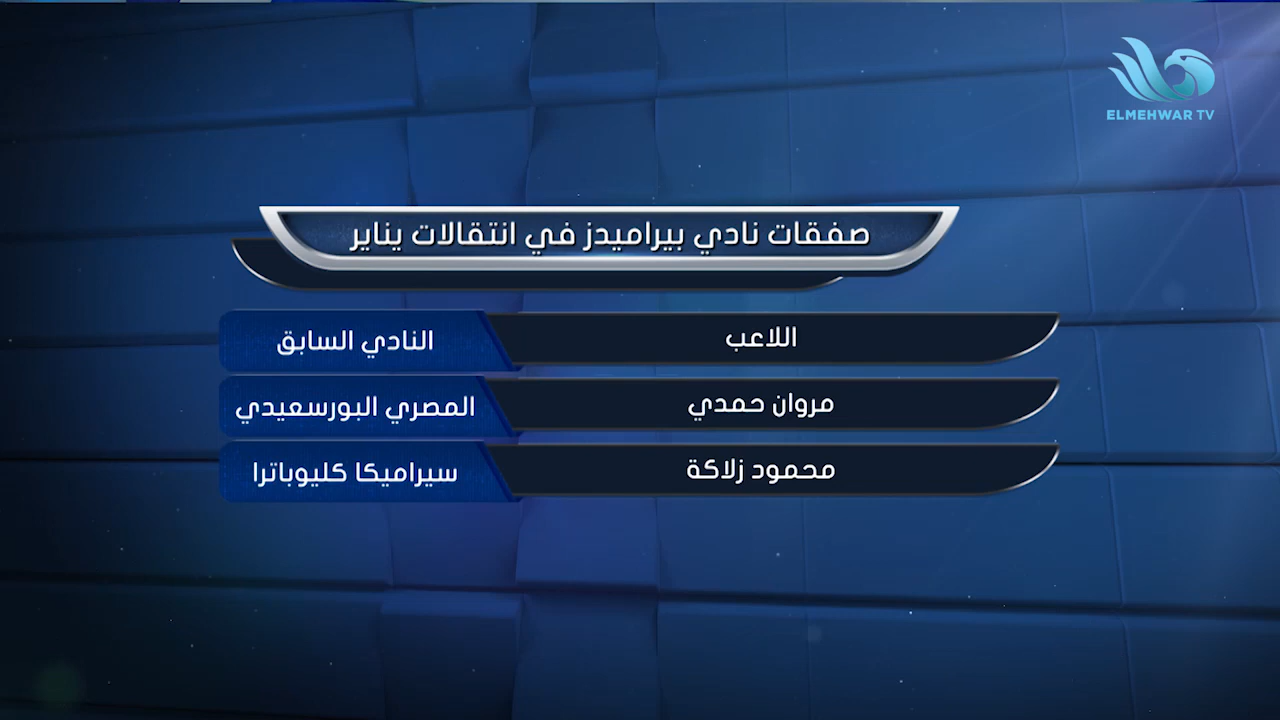 ELMEHWAR TV
صفقات نادي بيراميدز في انتقالات يناير
اللاعب النادي السابق
مروان حمدي المصري البورسعيدي
محمود زلاكة سيراميكا كليوباترا